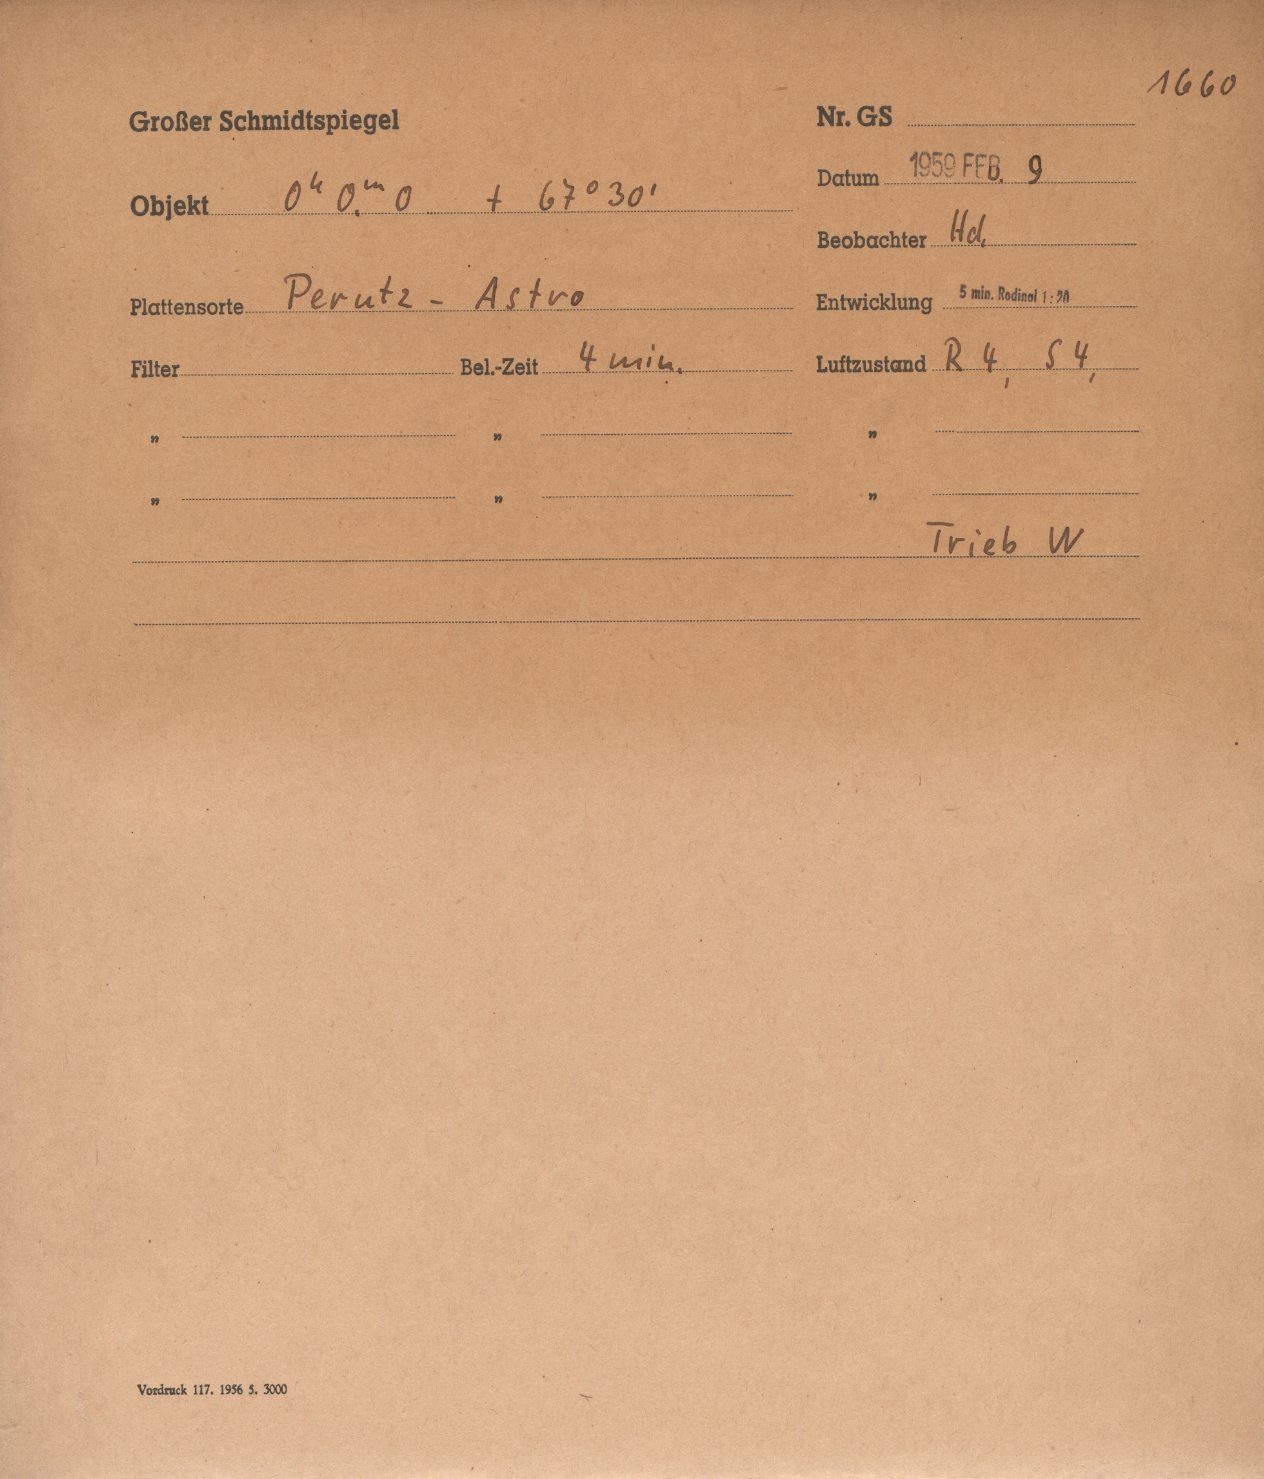 1660
Großer Schmidtspiegel
Nr. GS
Datum 1959 FEB. 9
Objekt 0ʰ 0.ᵐ0 + 67°30'
Beobachter Hd.
Plattensorte Perutz - Astro
Entwicklung 5 min. Rodinal 1:20
Filter Bel.-Zeit 4 min. Luftzustand R 4, S 4,
" " "
" " "
Trieb W
Vordruck 117. 1956 5. 3000